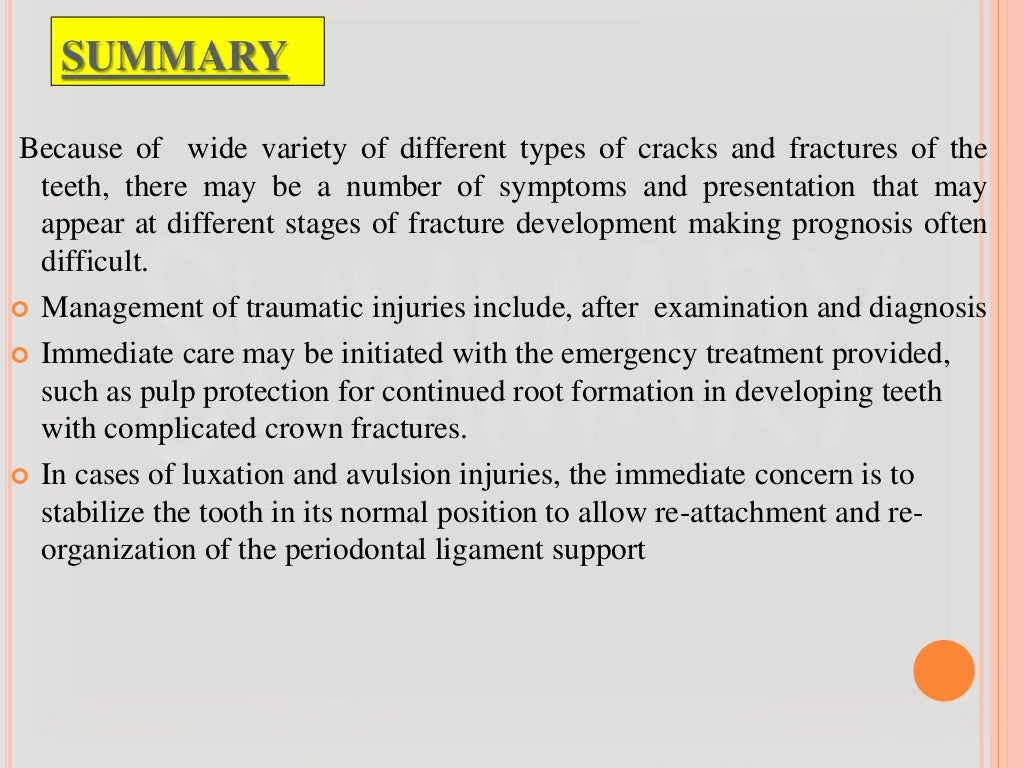 SUMMARY
Because of wide variety of different types of cracks and fractures of the
teeth, there may be a number of symptoms and presentation that may
appear at different stages of fracture development making prognosis often
difficult.
Management of traumatic injuries include, after examination and diagnosis
Immediate care may be initiated with the emergency treatment provided,
such as pulp protection for continued root formation in developing teeth
with complicated crown fractures.
In cases of luxation and avulsion injuries, the immediate concern is to
stabilize the tooth in its normal position to allow re-attachment and re-
organization of the periodontal ligament support
SUMMARY